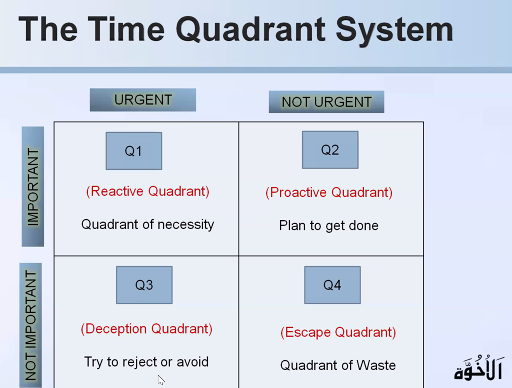 The Time Quadrant System
URGENT
NOT URGENT
IMPORTANT
Q1
(Reactive Quadrant)
Quadrant of necessity
Q2
(Proactive Quadrant)
Plan to get done
NOT IMPORTANT
Q3
(Deception Quadrant)
Try to reject or avoid
Q4
(Escape Quadrant)
Quadrant of Waste
اَلْأُخُوَّة